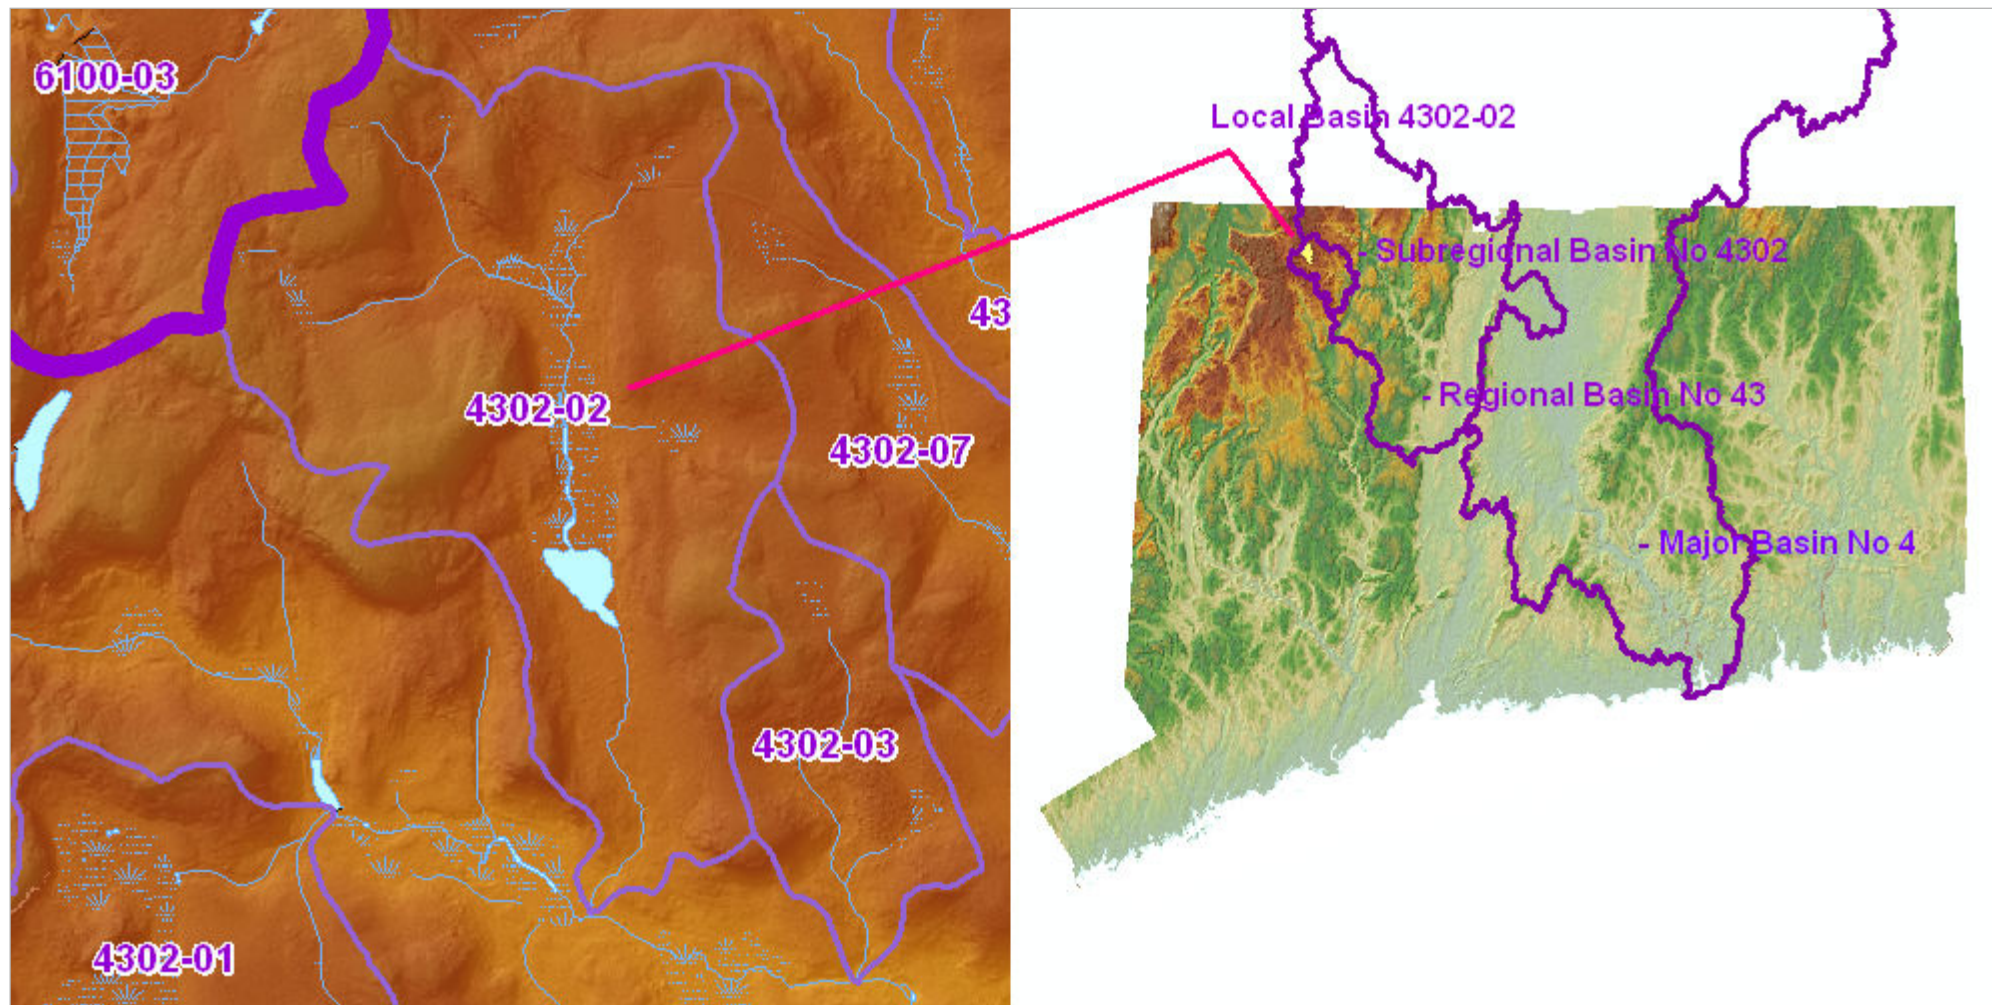 6100-03
43
4302-02
4302-07
4302-03
4302-01
Local Basin 4302-02
- Subregional Basin No 4302
- Regional Basin No 43
- Major Basin No 4